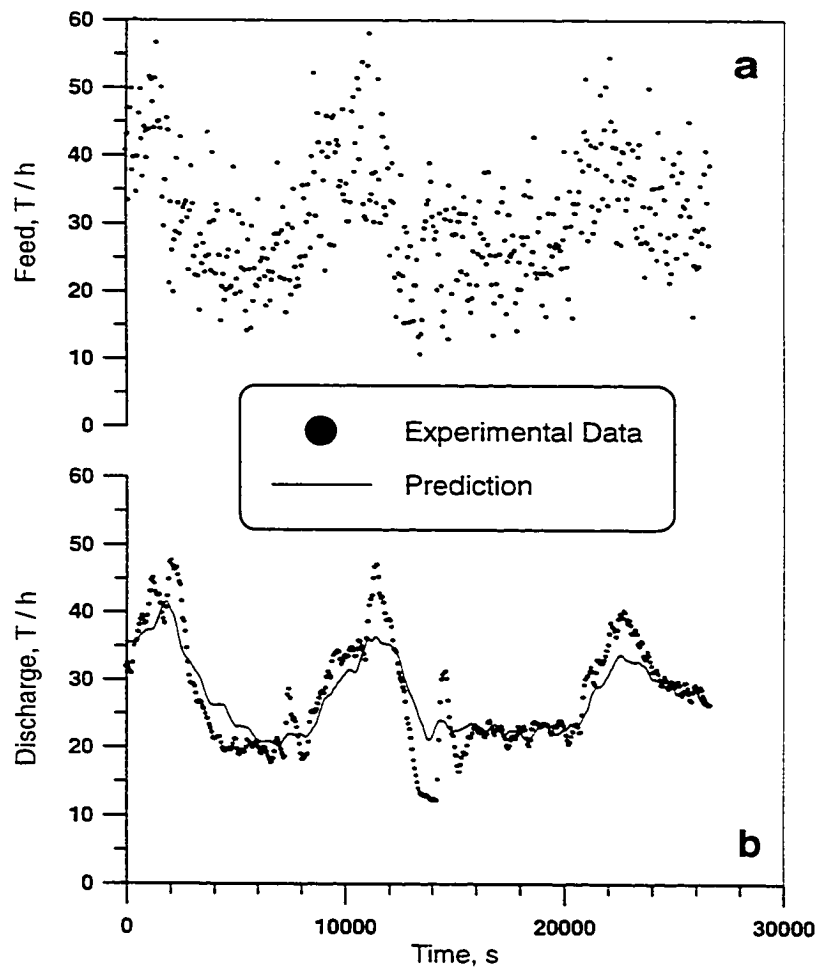 60
50
40
30
20
10
0
Feed, T / h
a
Experimental Data
Prediction
60
50
40
30
20
10
0
Discharge, T / h
b
0 10000 20000 30000
Time, s